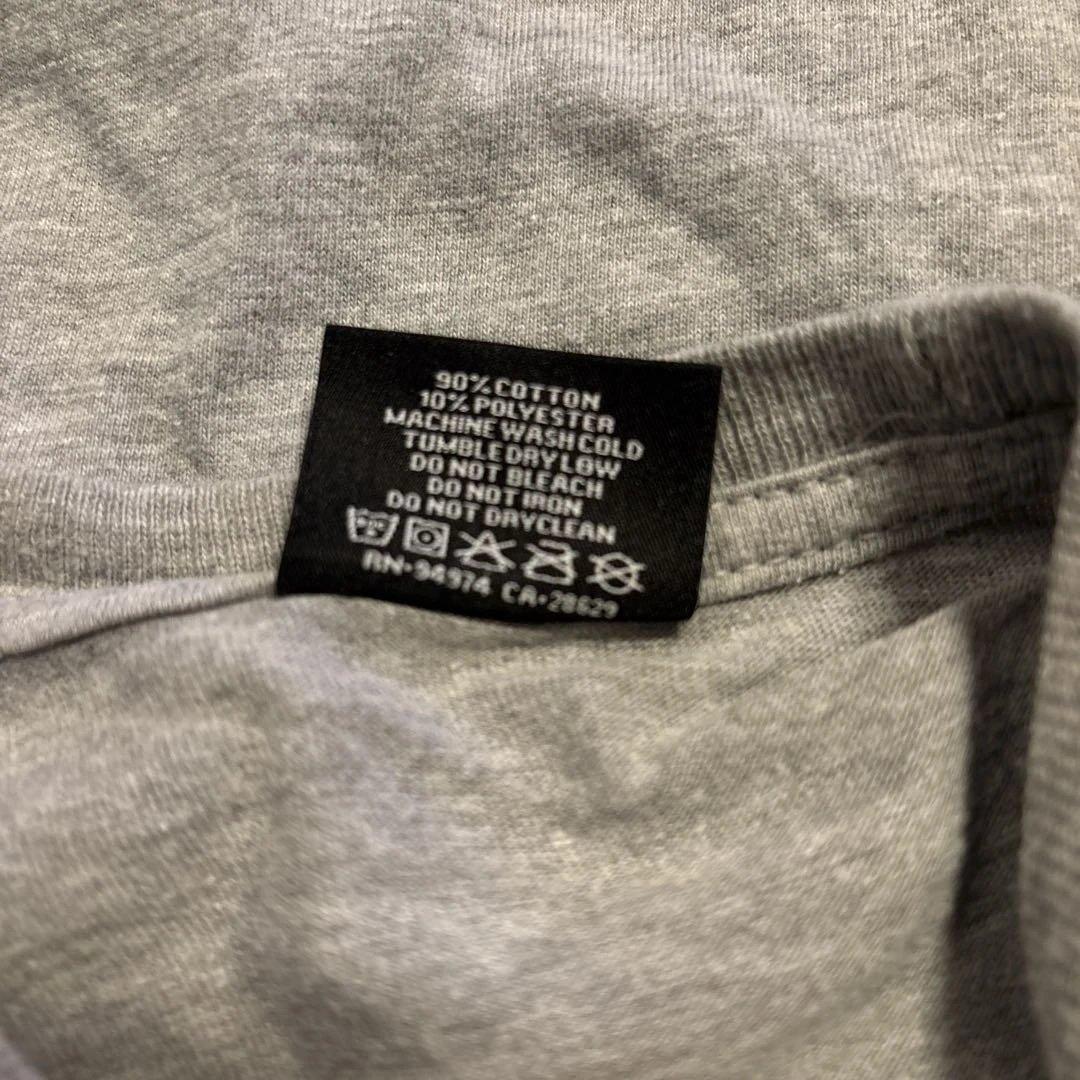 90% COTTON
10% POLYESTER
MACHINE WASH COLD
TUMBLE DRY LOW
DO NOT BLEACH
DO NOT IRON
DO NOT DRYCLEAN
RN-94974 CA-28629